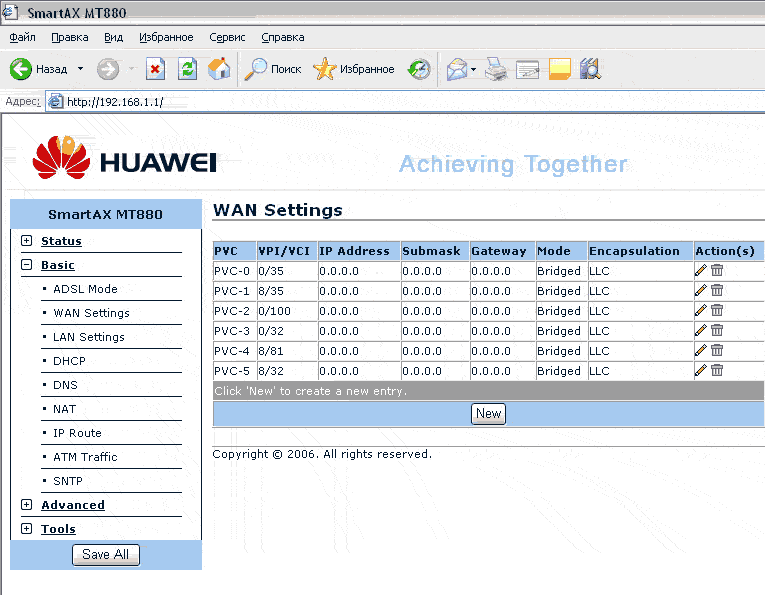 SmartAX MT880
Файл Правка Вид Избранное Сервис Справка
Назад Поиск Избранное
Адрес: http://192.168.1.1/
HUAWEI Achieving Together
SmartAX MT880
+ Status
- Basic
• ADSL Mode
• WAN Settings
• LAN Settings
• DHCP
• DNS
• NAT
• IP Route
• ATM Traffic
• SNTP
+ Advanced
+ Tools
Save All
WAN Settings
PVC VPI/VCI IP Address Submask Gateway Mode Encapsulation Action(s)
PVC-0 0/35 0.0.0.0 0.0.0.0 0.0.0.0 Bridged LLC
PVC-1 8/35 0.0.0.0 0.0.0.0 0.0.0.0 Bridged LLC
PVC-2 0/100 0.0.0.0 0.0.0.0 0.0.0.0 Bridged LLC
PVC-3 0/32 0.0.0.0 0.0.0.0 0.0.0.0 Bridged LLC
PVC-4 8/81 0.0.0.0 0.0.0.0 0.0.0.0 Bridged LLC
PVC-5 8/32 0.0.0.0 0.0.0.0 0.0.0.0 Bridged LLC
Click 'New' to create a new entry.
New
Copyright © 2006. All rights reserved.